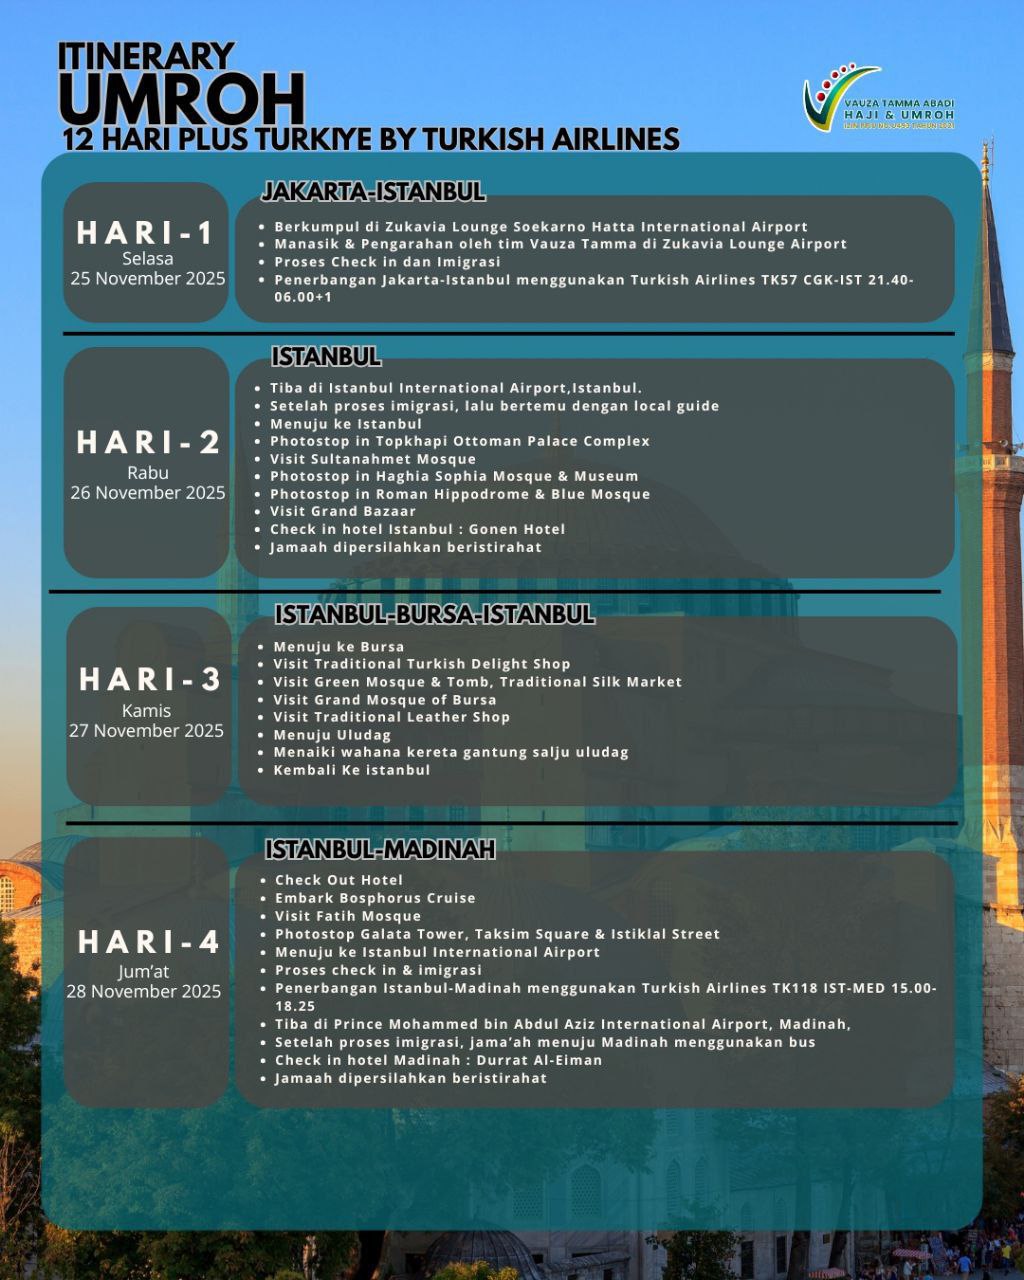 ITINERARY
UMROH
12 HARI PLUS TURKIYE BY TURKISH AIRLINES
VAUZA TAMMA ABADI
HAJI & UMROH
JAKARTA-ISTANBUL
HARI-1
Selasa
25 November 2025
• Berkumpul di Zukavia Lounge Soekarno Hatta International Airport
• Manasik & Pengarahan oleh tim Vauza Tamma di Zukavia Lounge Airport
• Proses Check in dan Imigrasi
• Penerbangan Jakarta-Istanbul menggunakan Turkish Airlines TK57 CGK-IST 21.40-
06.00+1
ISTANBUL
HARI-2
Rabu
26 November 2025
• Tiba di Istanbul International Airport,Istanbul.
• Setelah proses imigrasi, lalu bertemu dengan local guide
• Menuju ke Istanbul
• Photostop in Topkhapi Ottoman Palace Complex
• Visit Sultanahmet Mosque
• Photostop in Haghia Sophia Mosque & Museum
• Photostop in Roman Hippodrome & Blue Mosque
• Visit Grand Bazaar
• Check in hotel Istanbul : Gonen Hotel
• Jamaah dipersilahkan beristirahat
ISTANBUL-BURSA-ISTANBUL
HARI-3
Kamis
27 November 2025
• Menuju ke Bursa
• Visit Traditional Turkish Delight Shop
• Visit Green Mosque & Tomb, Traditional Silk Market
• Visit Grand Mosque of Bursa
• Visit Traditional Leather Shop
• Menuju Uludag
• Menaiki wahana kereta gantung salju uludag
• Kembali Ke istanbul
ISTANBUL-MADINAH
HARI-4
Jum'at
28 November 2025
• Check Out Hotel
• Embark Bosphorus Cruise
• Visit Fatih Mosque
• Photostop Galata Tower, Taksim Square & Istiklal Street
• Menuju ke Istanbul International Airport
• Proses check in & imigrasi
• Penerbangan Istanbul-Madinah menggunakan Turkish Airlines TK118 IST-MED 15.00-
18.25
• Tiba di Prince Mohammed bin Abdul Aziz International Airport, Madinah,
• Setelah proses imigrasi, jama'ah menuju Madinah menggunakan bus
• Check in hotel Madinah : Durrat Al-Eiman
• Jamaah dipersilahkan beristirahat